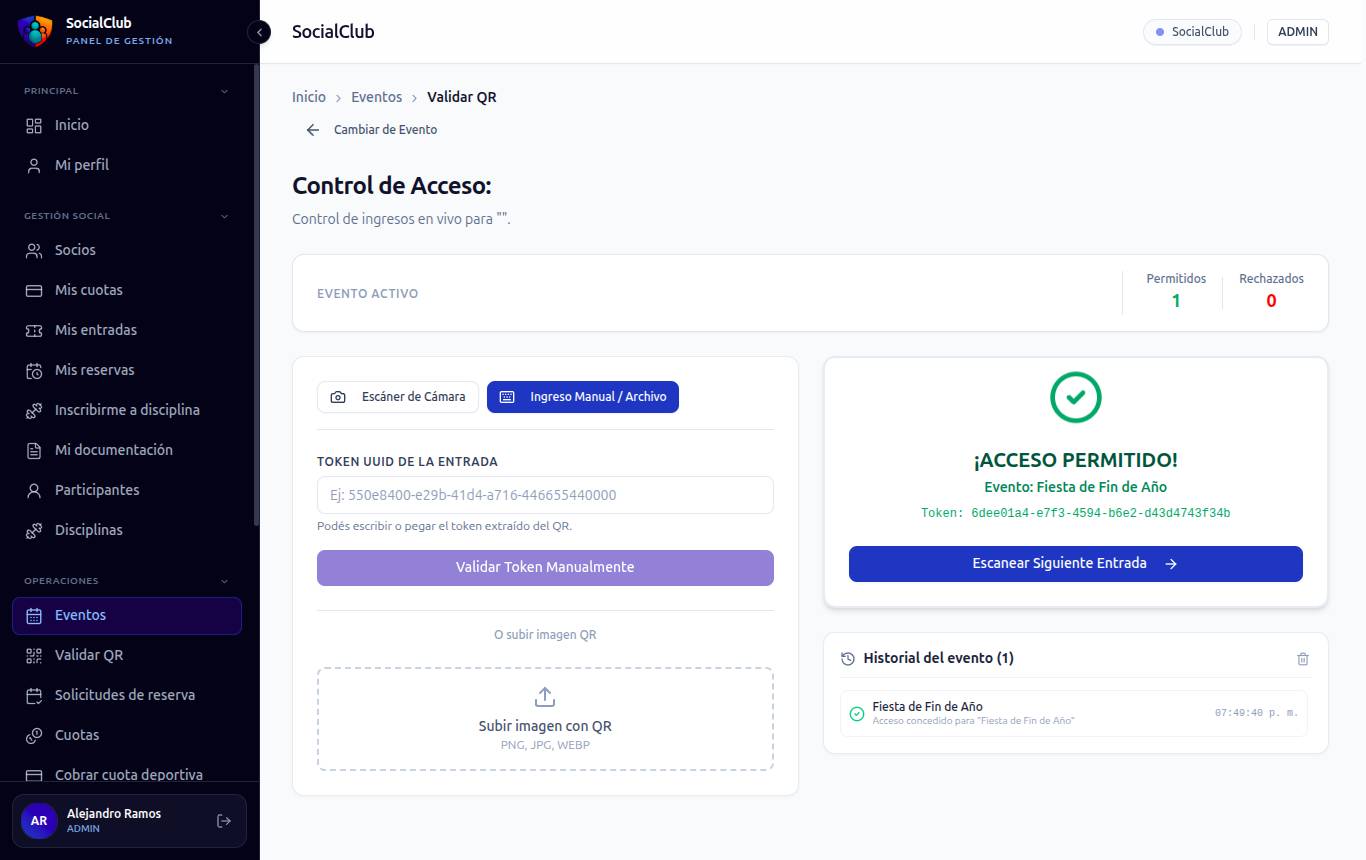 SocialClub
PANEL DE GESTIÓN
PRINCIPAL
Inicio
Mi perfil
GESTIÓN SOCIAL
Socios
Mis cuotas
Mis entradas
Mis reservas
Inscribirme a disciplina
Mi documentación
Participantes
Disciplinas
OPERACIONES
Eventos
Validar QR
Solicitudes de reserva
Cuotas
Cobrar cuota deportiva
AR
Alejandro Ramos
ADMIN
SocialClub
SocialClub
ADMIN
Inicio > Eventos > Validar QR
Cambiar de Evento
Control de Acceso:
Control de ingresos en vivo para "".
EVENTO ACTIVO
Permitidos
1
Rechazados
0
Escáner de Cámara
Ingreso Manual / Archivo
TOKEN UUID DE LA ENTRADA
Ej: 550e8400-e29b-41d4-a716-446655440000
Podés escribir o pegar el token extraído del QR.
Validar Token Manualmente
O subir imagen QR
Subir imagen con QR
PNG, JPG, WEBP
¡ACCESO PERMITIDO!
Evento: Fiesta de Fin de Año
Token: 6dee01a4-e7f3-4594-b6e2-d43d4743f34b
Escanear Siguiente Entrada
Historial del evento (1)
Fiesta de Fin de Año
Acceso concedido para "Fiesta de Fin de Año"
07:49:40 p. m.